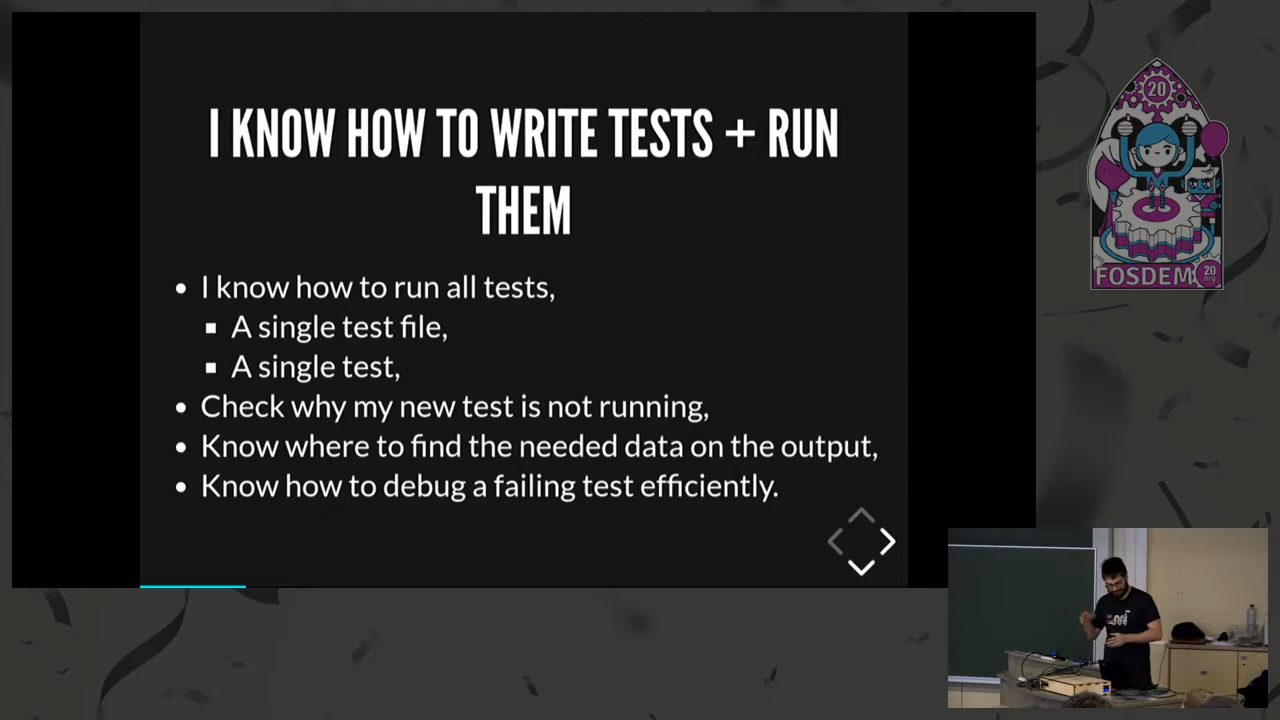 I KNOW HOW TO WRITE TESTS + RUN
THEM
• I know how to run all tests,
▪ A single test file,
▪ A single test,
• Check why my new test is not running,
• Know where to find the needed data on the output,
• Know how to debug a failing test efficiently.
20
FOSDEM 20
.org